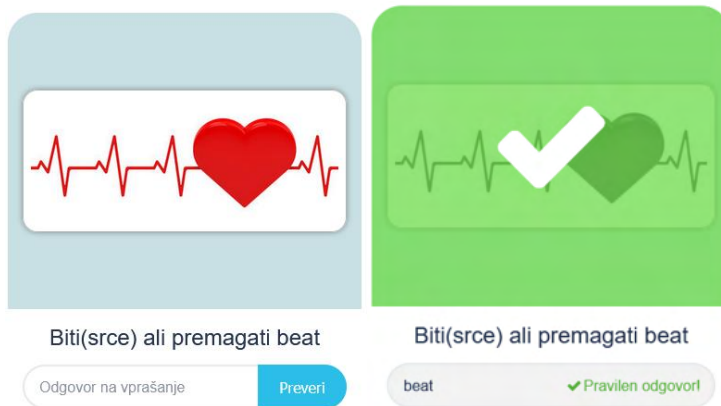 Biti(srce) ali premagati beat
Odgovor na vprašanje
Preveri
Biti(srce) ali premagati beat
beat
Pravilen odgovor!